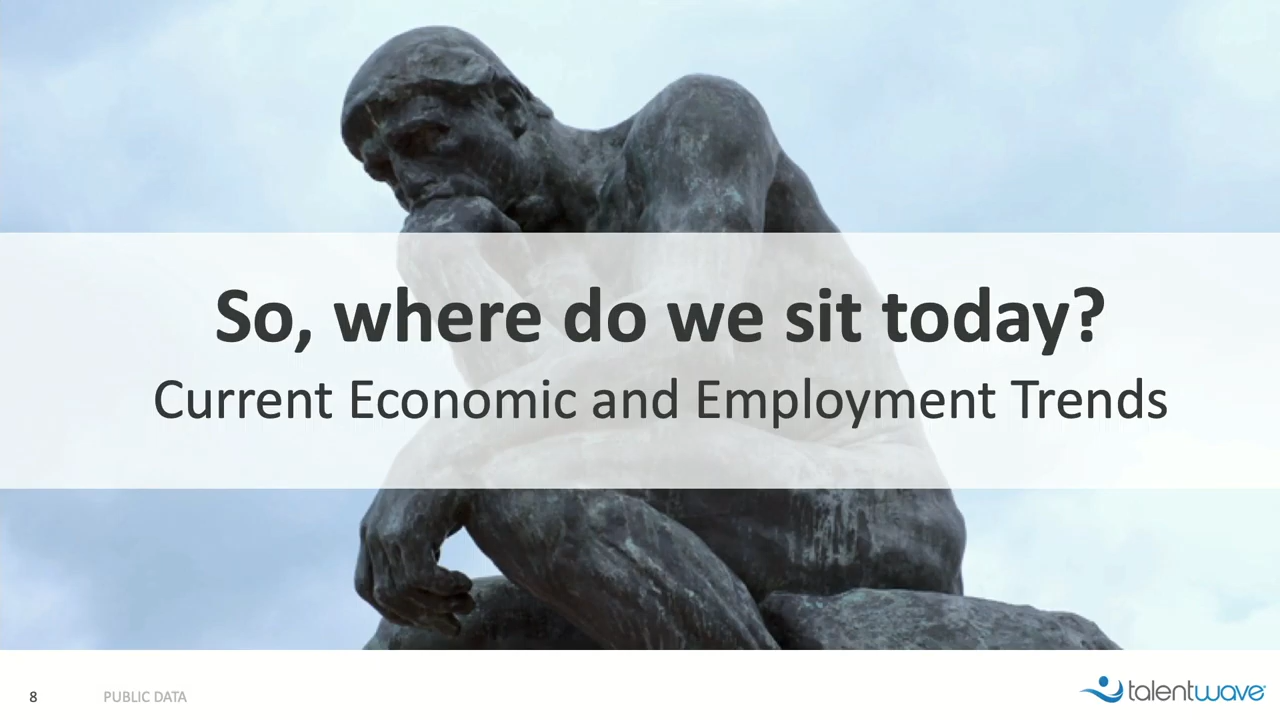 So, where do we sit today?
Current Economic and Employment Trends
8
PUBLIC DATA
talentwave